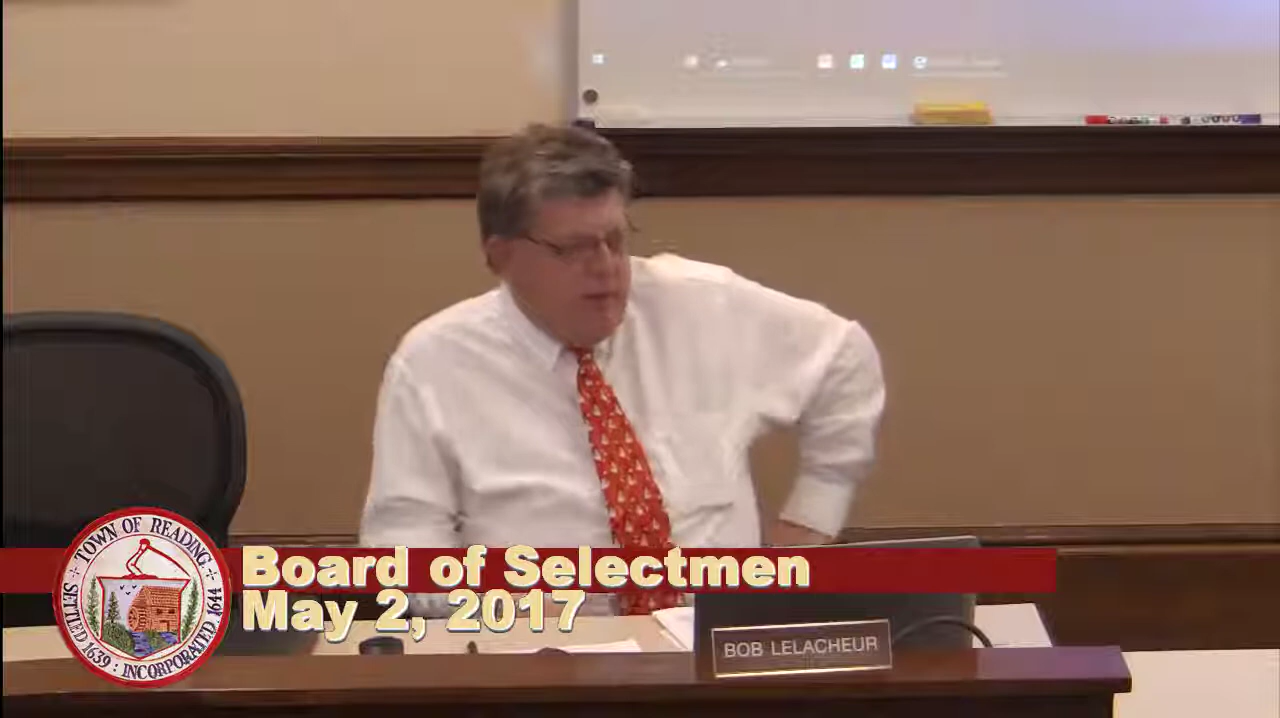 TOWN OF READING
SETTLED 1639 : INCORPORATED 1644
Board of Selectmen
May 2, 2017
BOB LELACHEUR